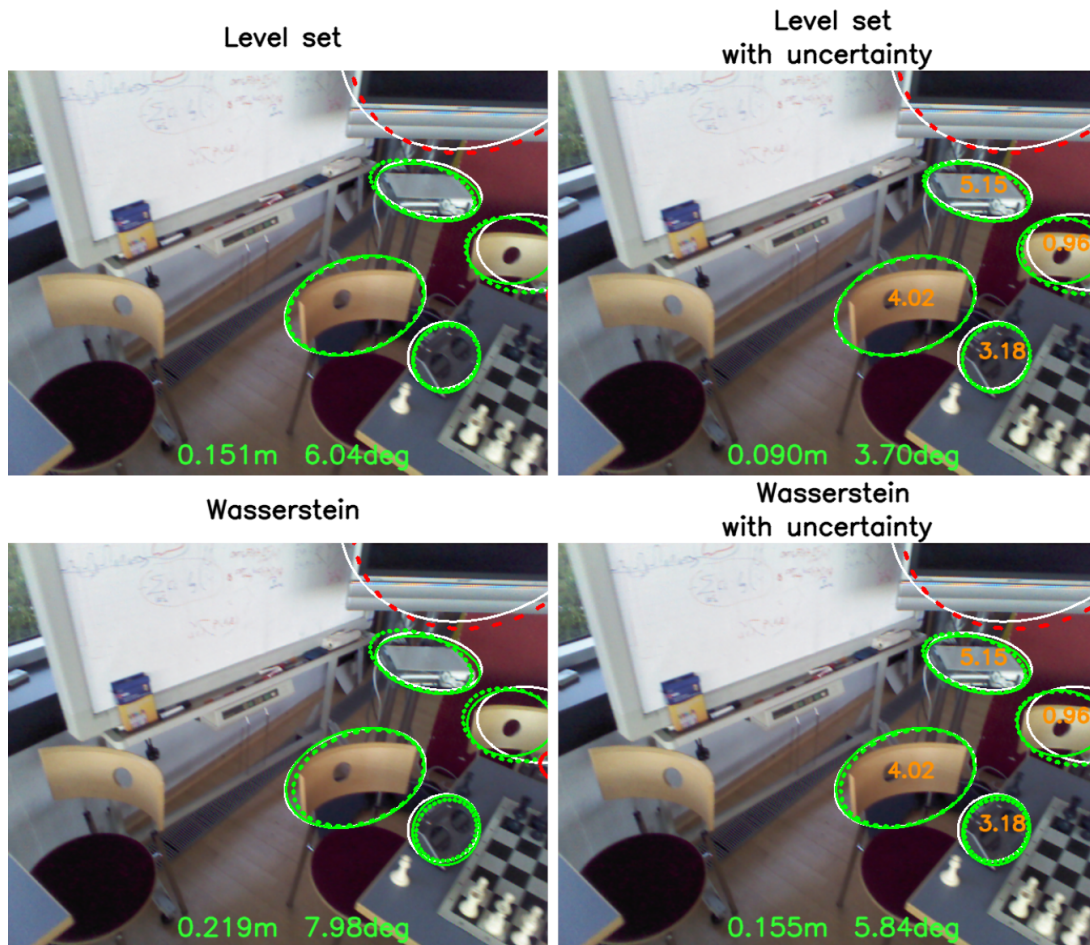 Level set
Level set
with uncertainty
5.15
0.96
4.02
3.18
0.151m 6.04deg
0.090m 3.70deg
Wasserstein
Wasserstein
with uncertainty
5.15
0.96
4.02
3.18
0.219m 7.98deg
0.155m 5.84deg